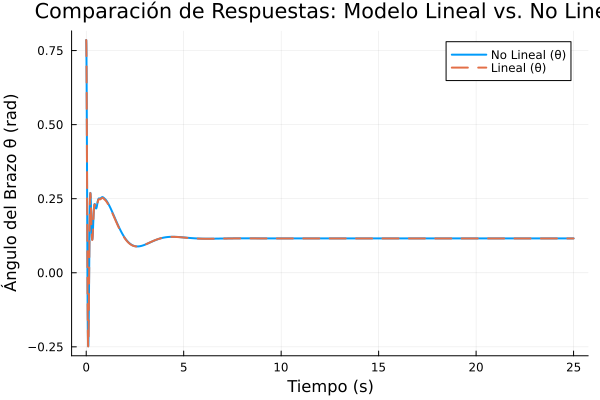 Comparación de Respuestas: Modelo Lineal vs. No Line
Ángulo del Brazo θ (rad)
0.75
0.50
0.25
0.00
−0.25
No Lineal (θ)
Lineal (θ)
0
5
10
15
20
25
Tiempo (s)